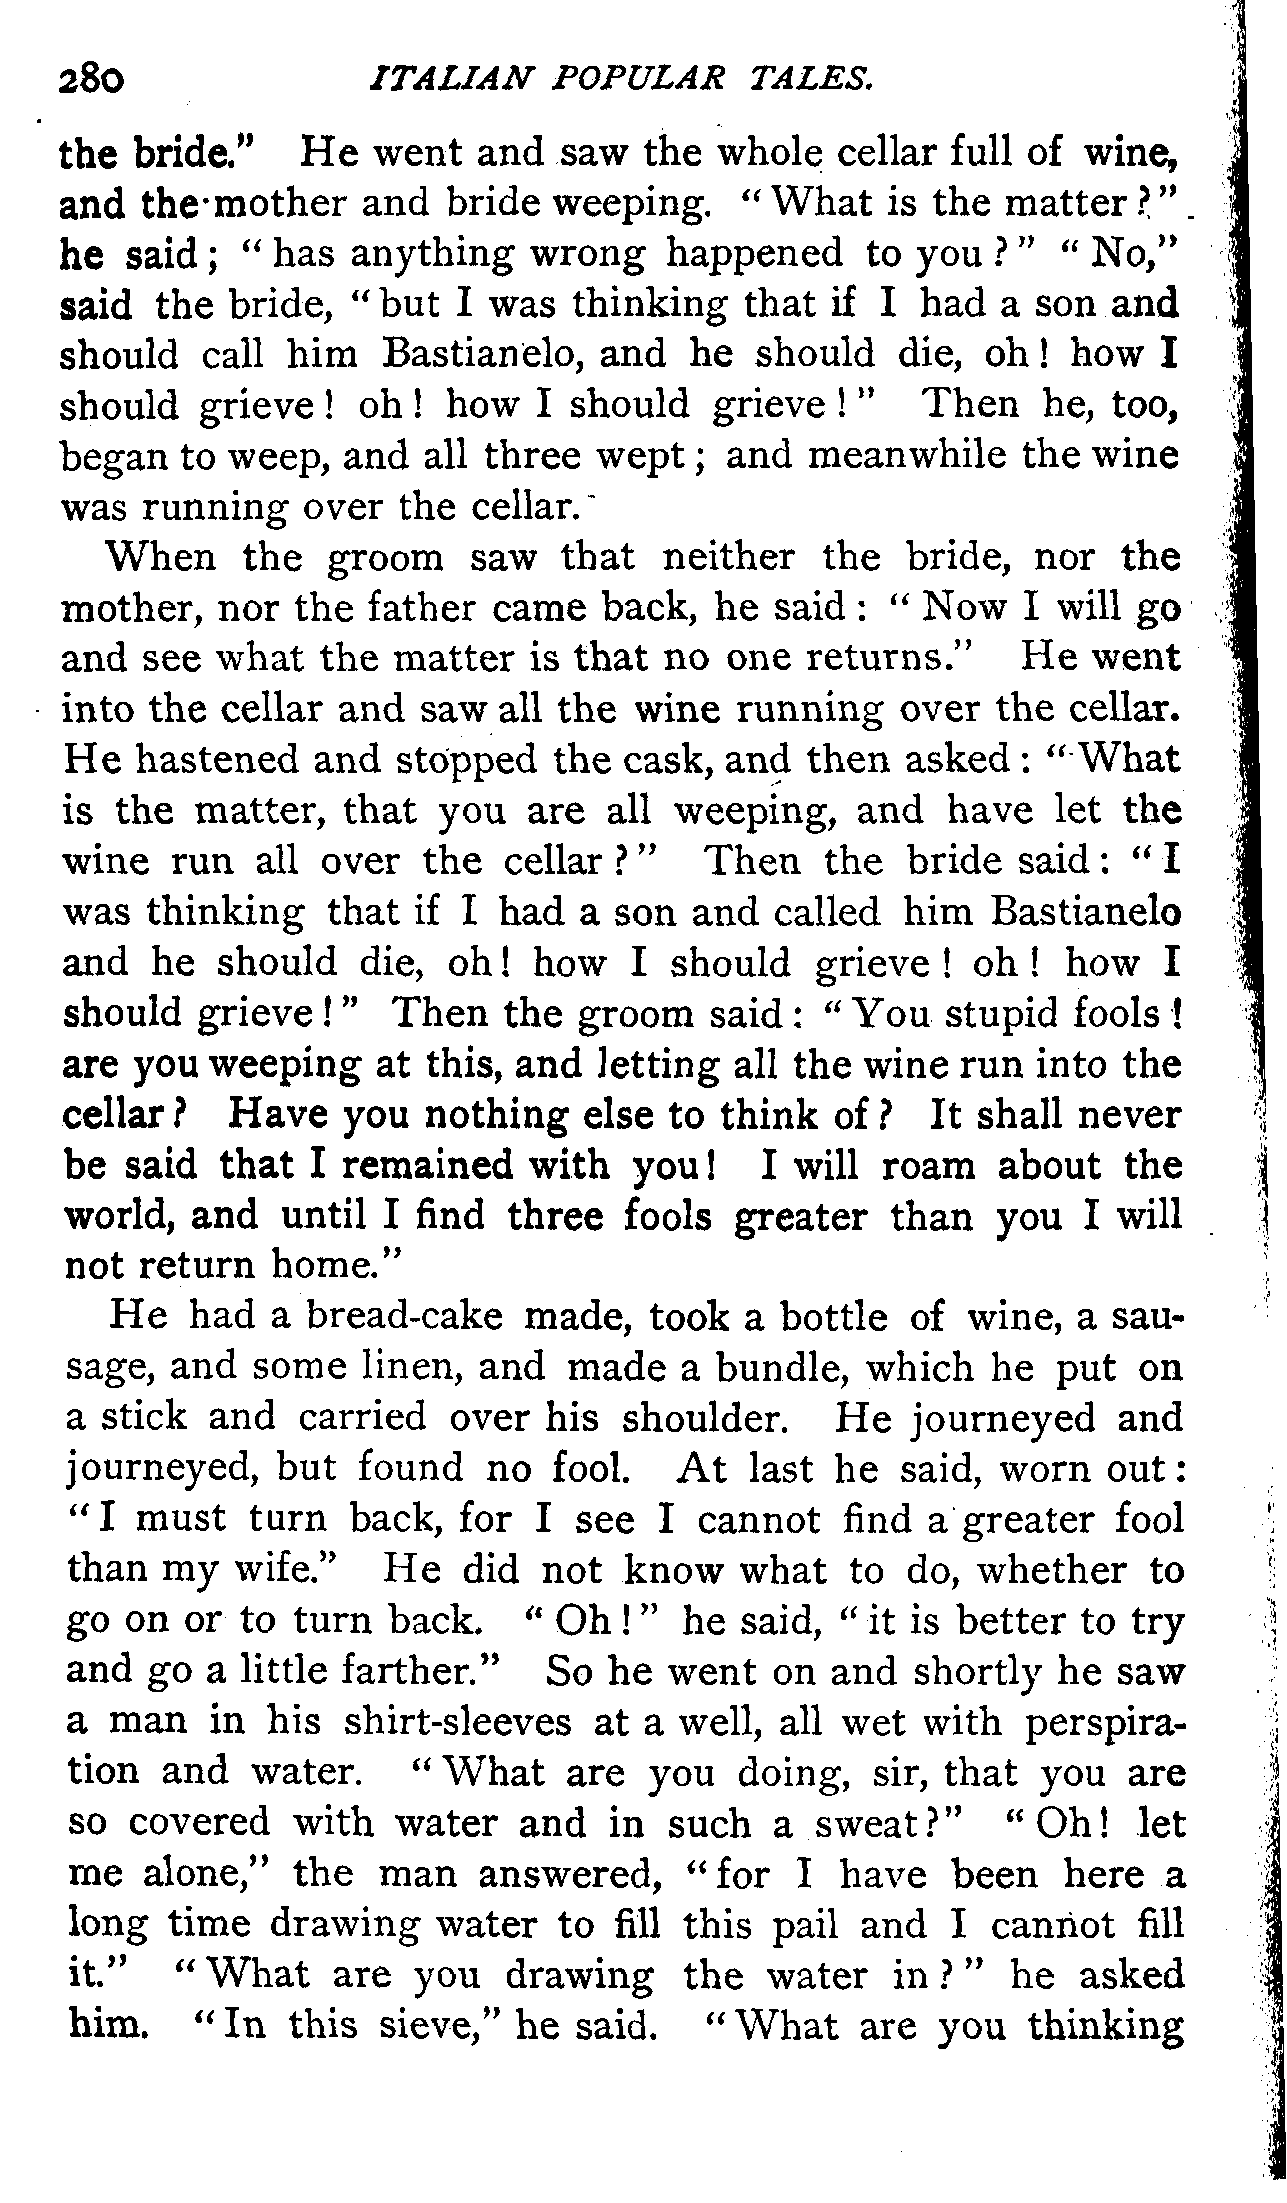 280 ITALIAN POPULAR TALES.
the bride." He went and saw the whole cellar full of wine,
and the mother and bride weeping. "What is the matter?"
he said; "has anything wrong happened to you?" "No,"
said the bride, "but I was thinking that if I had a son and
should call him Bastianelo, and he should die, oh! how I
should grieve! oh! how I should grieve!" Then he, too,
began to weep, and all three wept; and meanwhile the wine
was running over the cellar.
When the groom saw that neither the bride, nor the
mother, nor the father came back, he said: "Now I will go
and see what the matter is that no one returns." He went
into the cellar and saw all the wine running over the cellar.
He hastened and stopped the cask, and then asked: "What
is the matter, that you are all weeping, and have let the
wine run all over the cellar?" Then the bride said: "I
was thinking that if I had a son and called him Bastianelo
and he should die, oh! how I should grieve! oh! how I
should grieve!" Then the groom said: "You stupid fools!
are you weeping at this, and letting all the wine run into the
cellar? Have you nothing else to think of? It shall never
be said that I remained with you! I will roam about the
world, and until I find three fools greater than you I will
not return home."
He had a bread-cake made, took a bottle of wine, a sau-
sage, and some linen, and made a bundle, which he put on
a stick and carried over his shoulder. He journeyed and
journeyed, but found no fool. At last he said, worn out:
"I must turn back, for I see I cannot find a greater fool
than my wife." He did not know what to do, whether to
go on or to turn back. "Oh!" he said, "it is better to try
and go a little farther." So he went on and shortly he saw
a man in his shirt-sleeves at a well, all wet with perspira-
tion and water. "What are you doing, sir, that you are
so covered with water and in such a sweat?" "Oh! let
me alone," the man answered, "for I have been here a
long time drawing water to fill this pail and I cannot fill
it." "What are you drawing the water in?" he asked
him. "In this sieve," he said. "What are you thinking